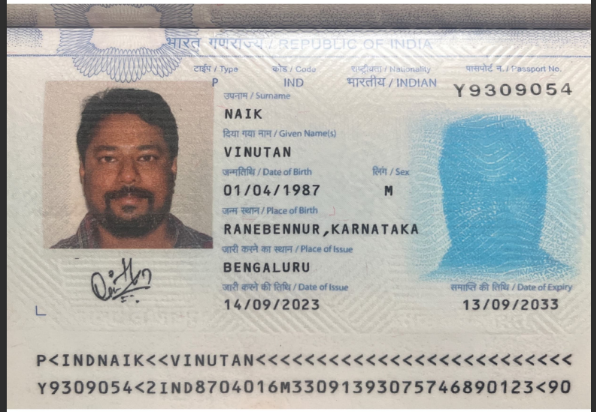 भारत गणराज्य / REPUBLIC OF INDIA
टाईप / Type कोड / Code राष्ट्रीयता / Nationality पासपोर्ट नं. / Passport No.
P IND भारतीय / INDIAN Y9309054
उपनाम / Surname
NAIK
दिया गया नाम / Given Name(s)
VINUTAN
जन्मतिथि / Date of Birth लिंग / Sex
01/04/1987 M
जन्म स्थान / Place of Birth
RANEBENNUR,KARNATAKA
जारी करने का स्थान / Place of Issue
BENGALURU
जारी करने की तिथि / Date of Issue समाप्ति की तिथि / Date of Expiry
14/09/2023 13/09/2033
P<INDNAIK<<VINUTAN<<<<<<<<<<<<<<<<<<<<<<<<<<
Y9309054<2IND8704016M33091393075746890123<90